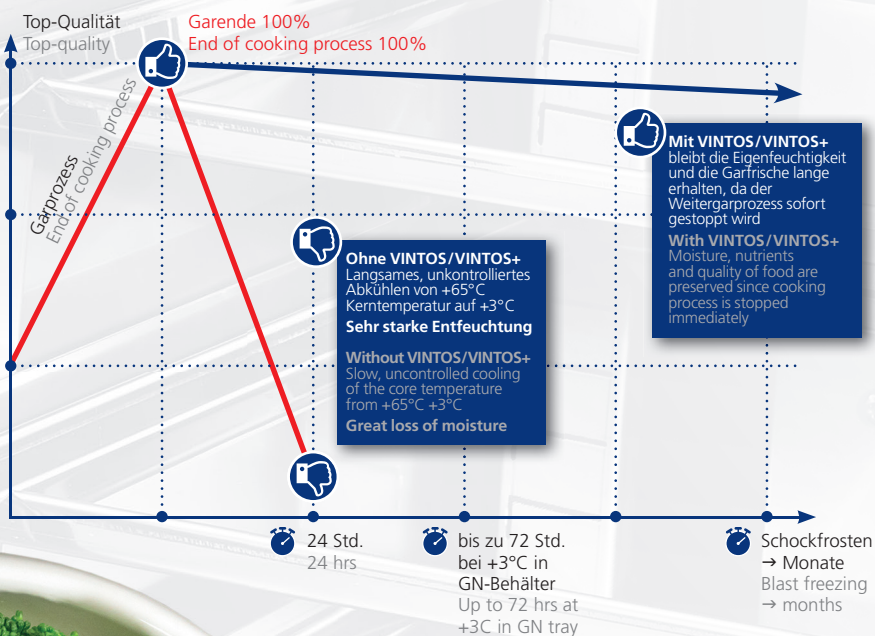 Top-Qualität
Top-quality
Garende 100%
End of cooking process 100%
Garprozess
End of cooking process
Mit VINTOS/VINTOS+
bleibt die Eigenfeuchtigkeit
und die Garfrische lange
erhalten, da der
Weitergarprozess sofort
gestoppt wird
With VINTOS/VINTOS+
Moisture, nutrients
and quality of food are
preserved since cooking
process is stopped
immediately
Ohne VINTOS/VINTOS+
Langsames, unkontrolliertes
Abkühlen von +65°C
Kerntemperatur auf +3°C
Sehr starke Entfeuchtung
Without VINTOS/VINTOS+
Slow, uncontrolled cooling
of the core temperature
from +65°C +3°C
Great loss of moisture
24 Std.
24 hrs
bis zu 72 Std.
bei +3°C in
GN-Behälter
Up to 72 hrs at
+3C in GN tray
Schockfrosten
→ Monate
Blast freezing
→ months